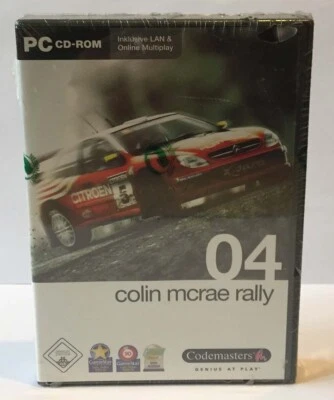 PC CD-ROM
Inklusive LAN &
Online Multiplay
CITROËN
04
colin mcrae rally
Codemasters
GENIUS AT PLAY